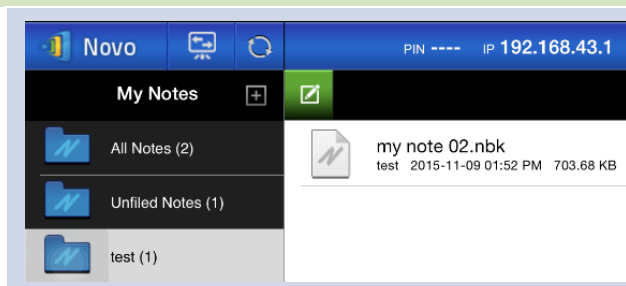 Novo PIN ---- IP 192.168.43.1
My Notes
All Notes (2)
my note 02.nbk
test 2015-11-09 01:52 PM 703.68 KB
Unfiled Notes (1)
test (1)